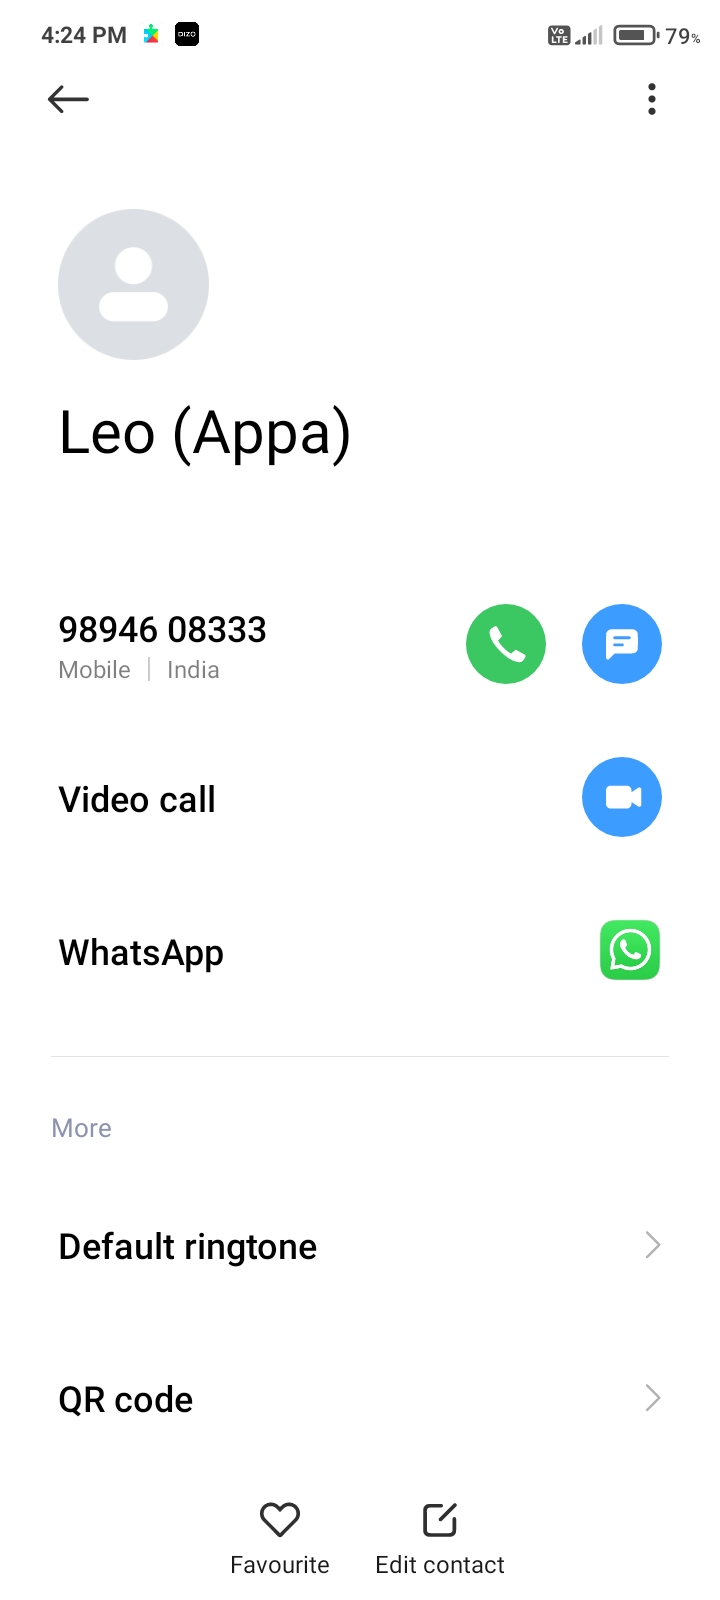 4:24 PM DIZO Vo LTE 79%
Leo (Appa)
98946 08333
Mobile | India
Video call
WhatsApp
More
Default ringtone
QR code
Favourite Edit contact